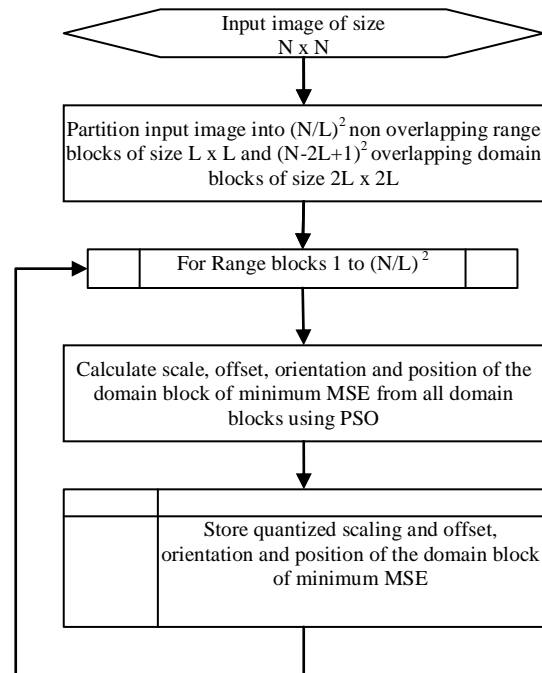 Input image of size
N x N
Partition input image into (N/L)² non overlapping range
blocks of size L x L and (N-2L+1)² overlapping domain
blocks of size 2L x 2L
For Range blocks 1 to (N/L) ²
Calculate scale, offset, orientation and position of the
domain block of minimum MSE from all domain
blocks using PSO
Store quantized scaling and offset,
orientation and position of the domain block
of minimum MSE